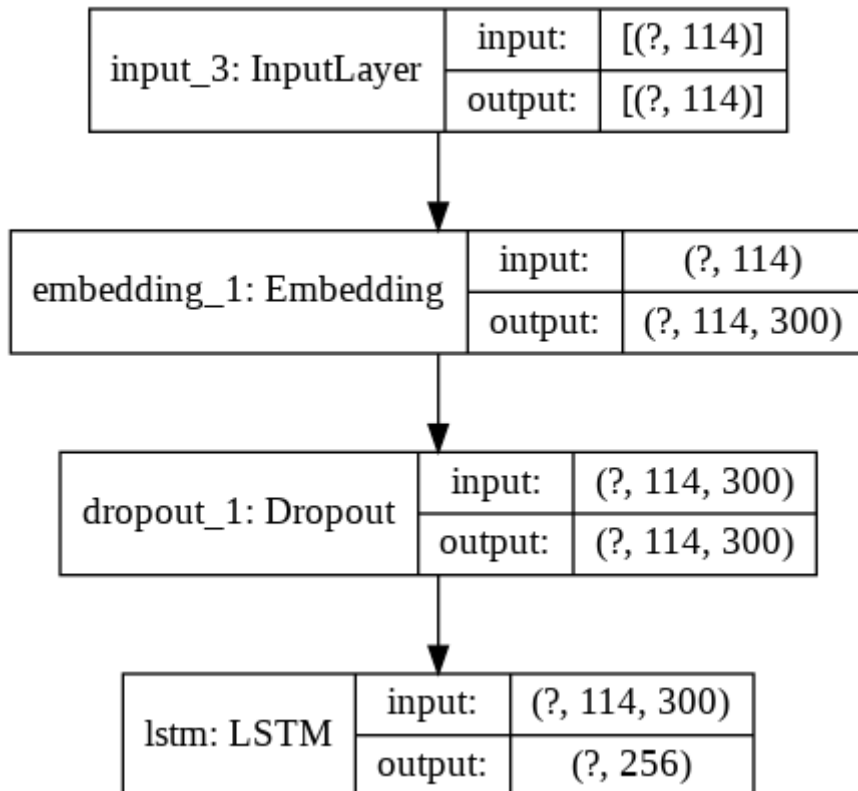 input_3: InputLayer
input: [(?, 114)]
output: [(?, 114)]
embedding_1: Embedding
input: (?, 114)
output: (?, 114, 300)
dropout_1: Dropout
input: (?, 114, 300)
output: (?, 114, 300)
lstm: LSTM
input: (?, 114, 300)
output: (?, 256)